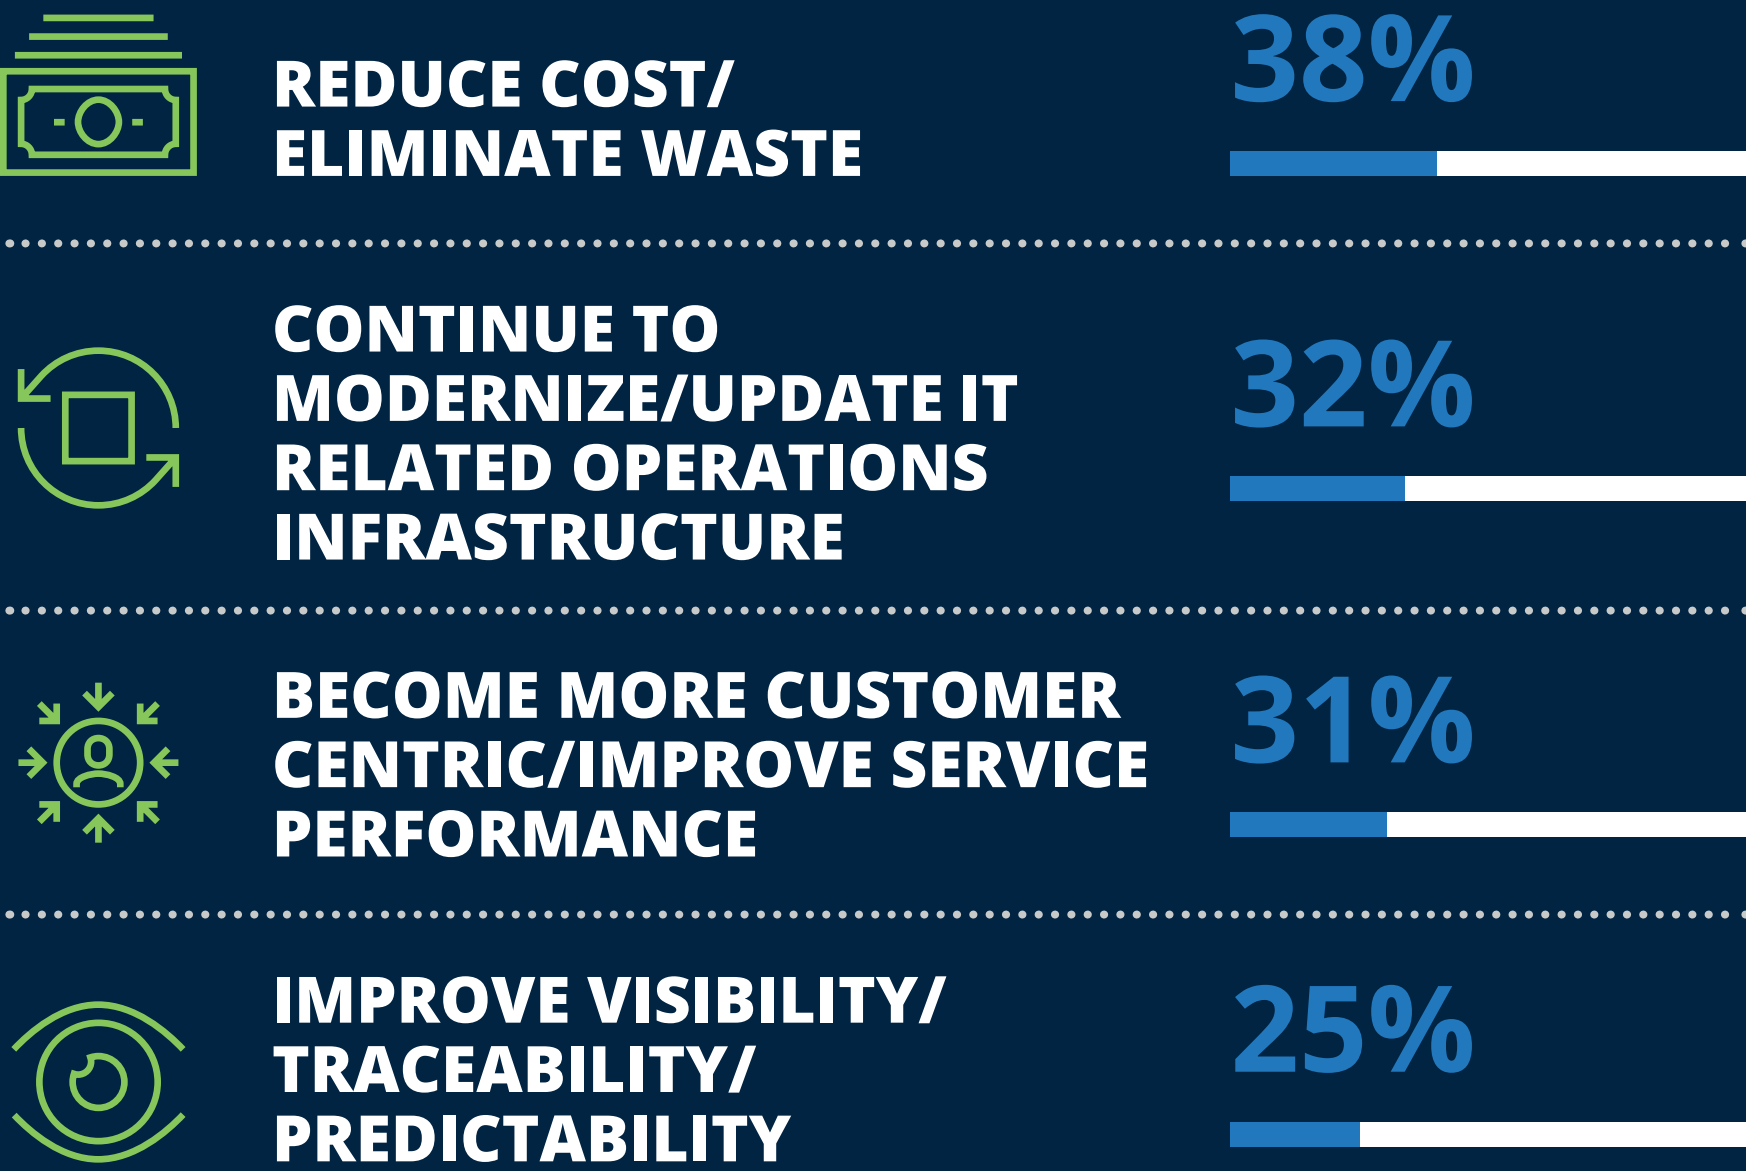 REDUCE COST/
ELIMINATE WASTE
38%
CONTINUE TO
MODERNIZE/UPDATE IT
RELATED OPERATIONS
INFRASTRUCTURE
32%
BECOME MORE CUSTOMER
CENTRIC/IMPROVE SERVICE
PERFORMANCE
31%
IMPROVE VISIBILITY/
TRACEABILITY/
PREDICTABILITY
25%